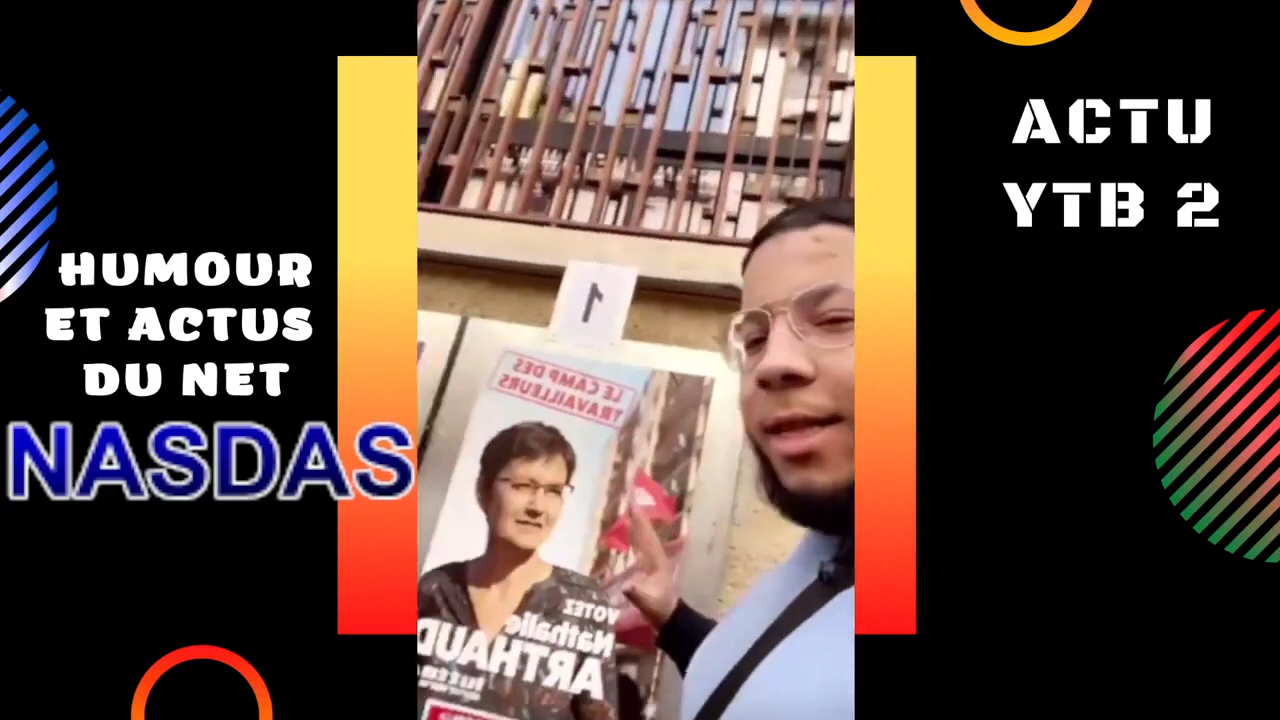 HUMOUR
ET ACTUS
DU NET
NASDAS
ACTU
YTB 2
1
LE CAMP DES
TRAVAILLEURS
VOTEZ
Nathalie
ARTHAUD